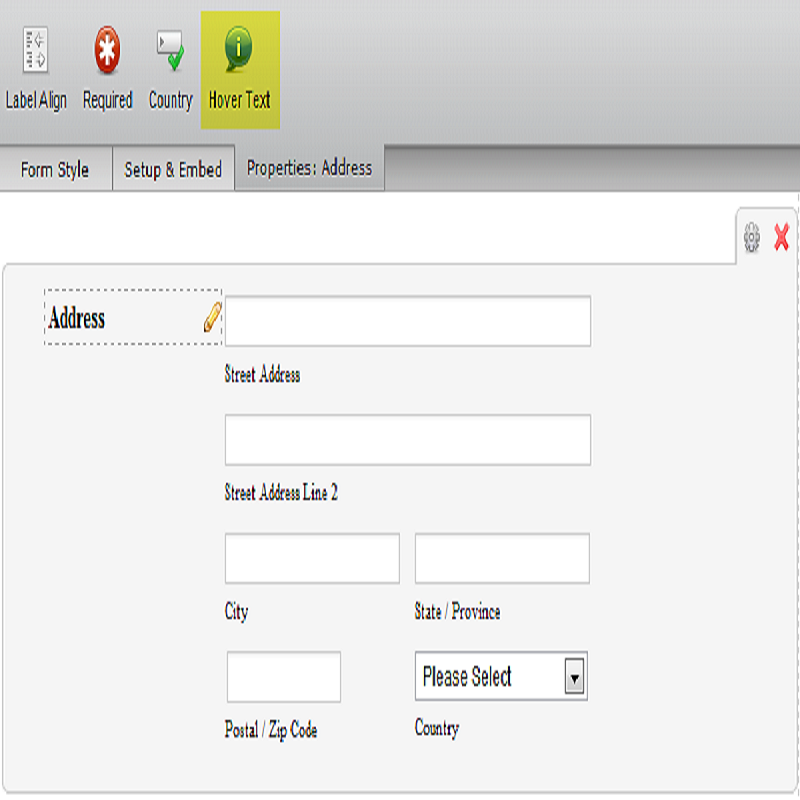 Label Align Required Country Hover Text
Form Style Setup & Embed Properties: Address
Address
Street Address
Street Address Line 2
City State / Province
Please Select
Postal / Zip Code Country